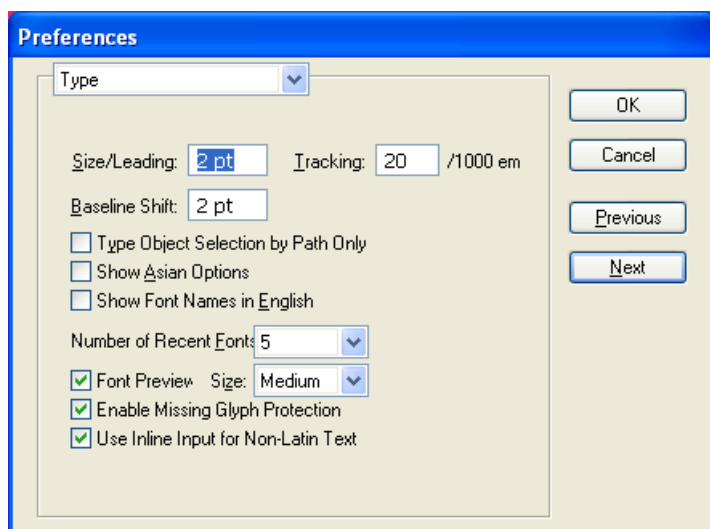 Preferences
Type
OK
Size/Leading: 2 pt Tracking: 20 /1000 em
Cancel
Baseline Shift: 2 pt
Previous
Type Object Selection by Path Only
Show Asian Options
Next
Show Font Names in English
Number of Recent Fonts 5
Font Preview Size: Medium
Enable Missing Glyph Protection
Use Inline Input for Non-Latin Text